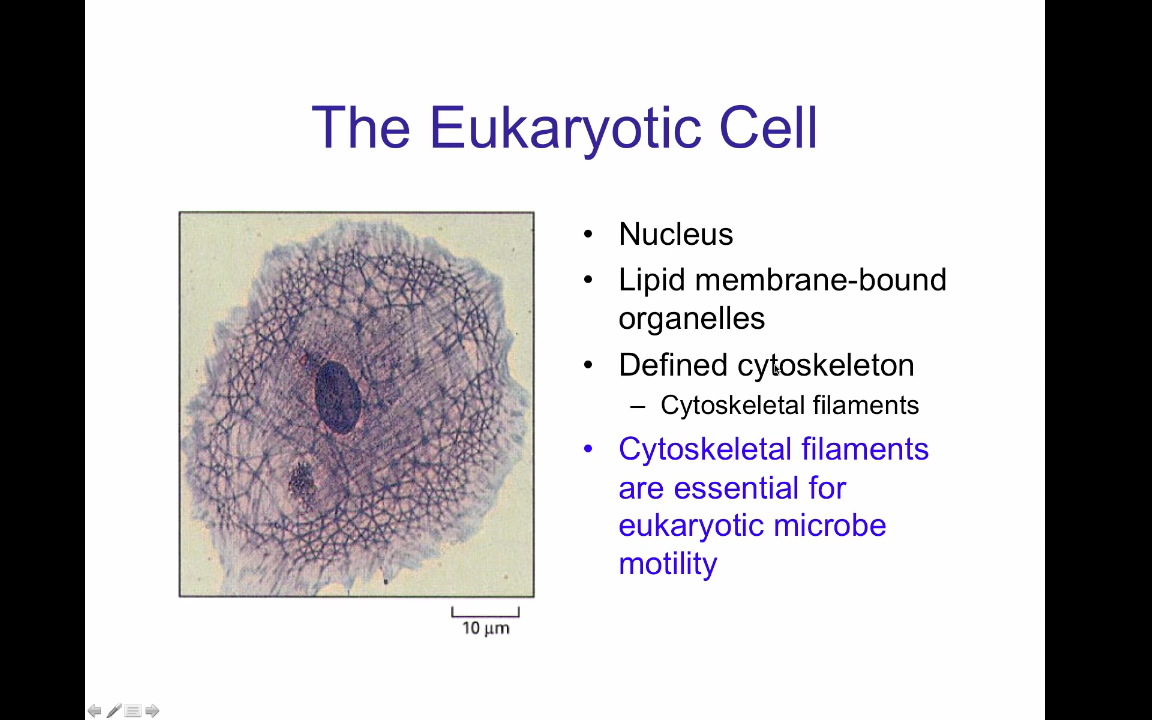 The Eukaryotic Cell
• Nucleus
• Lipid membrane-bound
organelles
• Defined cytoskeleton
– Cytoskeletal filaments
• Cytoskeletal filaments
are essential for
eukaryotic microbe
motility
10 μm